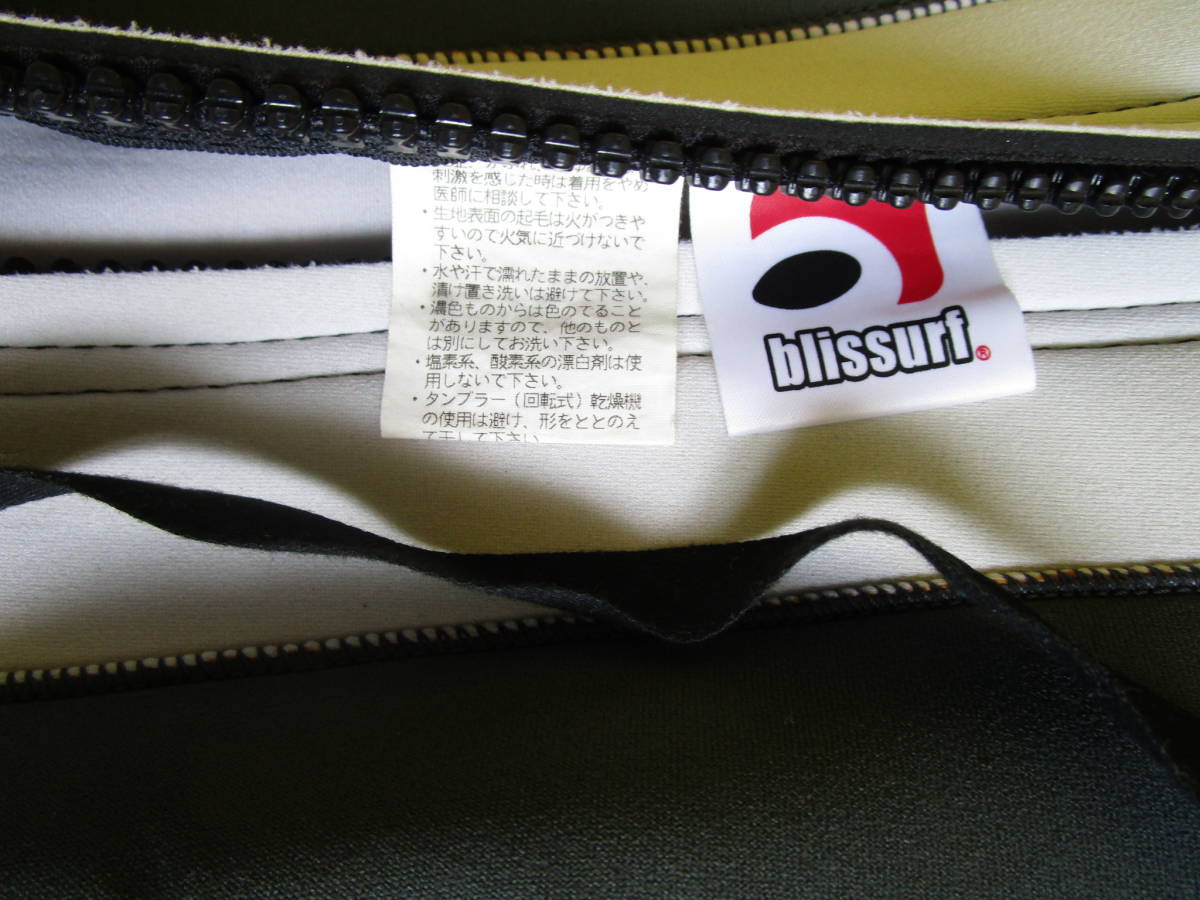 刺激を感じた時は着用をやめ
医師に相談して下さい。
・生地表面の起毛は火がつきや
すいので火気に近づけないで
下さい。
・水や汗で濡れたままの放置や、
漬け置き洗いは避けて下さい。
・濃色ものからは色のでること
がありますので、他のものと
は別にしてお洗い下さい。
・塩素系、酸素系の漂白剤は使
用しないで下さい。
・タンブラー（回転式）乾燥機
の使用は避け、形をととのえ
て干して下さい
blissurf®